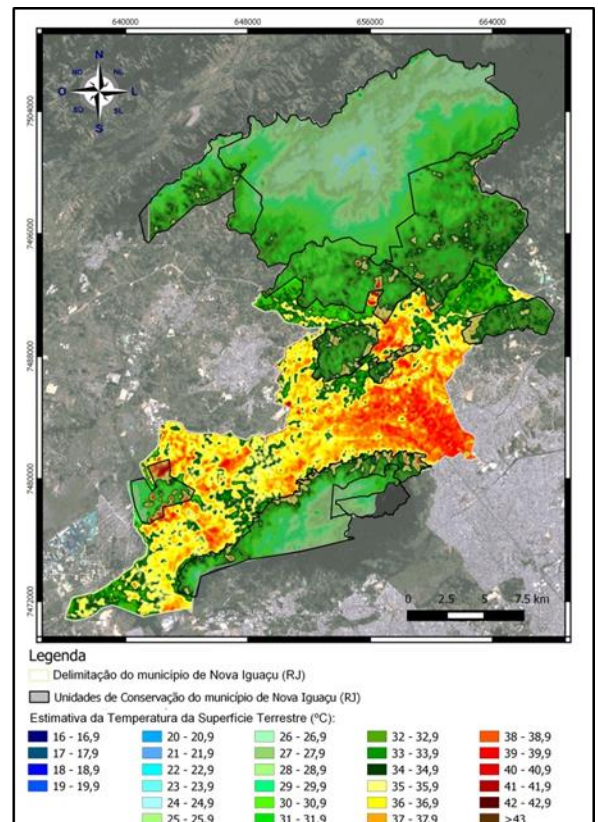 640000 648000 656000 664000
N
NO NL
O L
SO SL
S
7504000
7496000
7488000
7480000
7472000
0 2.5 5 7.5 km
Legenda
Delimitação do município de Nova Iguaçu (RJ)
Unidades de Conservação do município de Nova Iguaçu (RJ)
Estimativa da Temperatura da Superfície Terrestre (°C):
16 - 16,9 20 - 20,9 26 - 26,9 32 - 32,9 38 - 38,9
17 - 17,9 21 - 21,9 27 - 27,9 33 - 33,9 39 - 39,9
18 - 18,9 22 - 22,9 28 - 28,9 34 - 34,9 40 - 40,9
19 - 19,9 23 - 23,9 29 - 29,9 35 - 35,9 41 - 41,9
24 - 24,9 30 - 30,9 36 - 36,9 42 - 42,9
25 - 25,9 31 - 31,9 37 - 37,9 >43